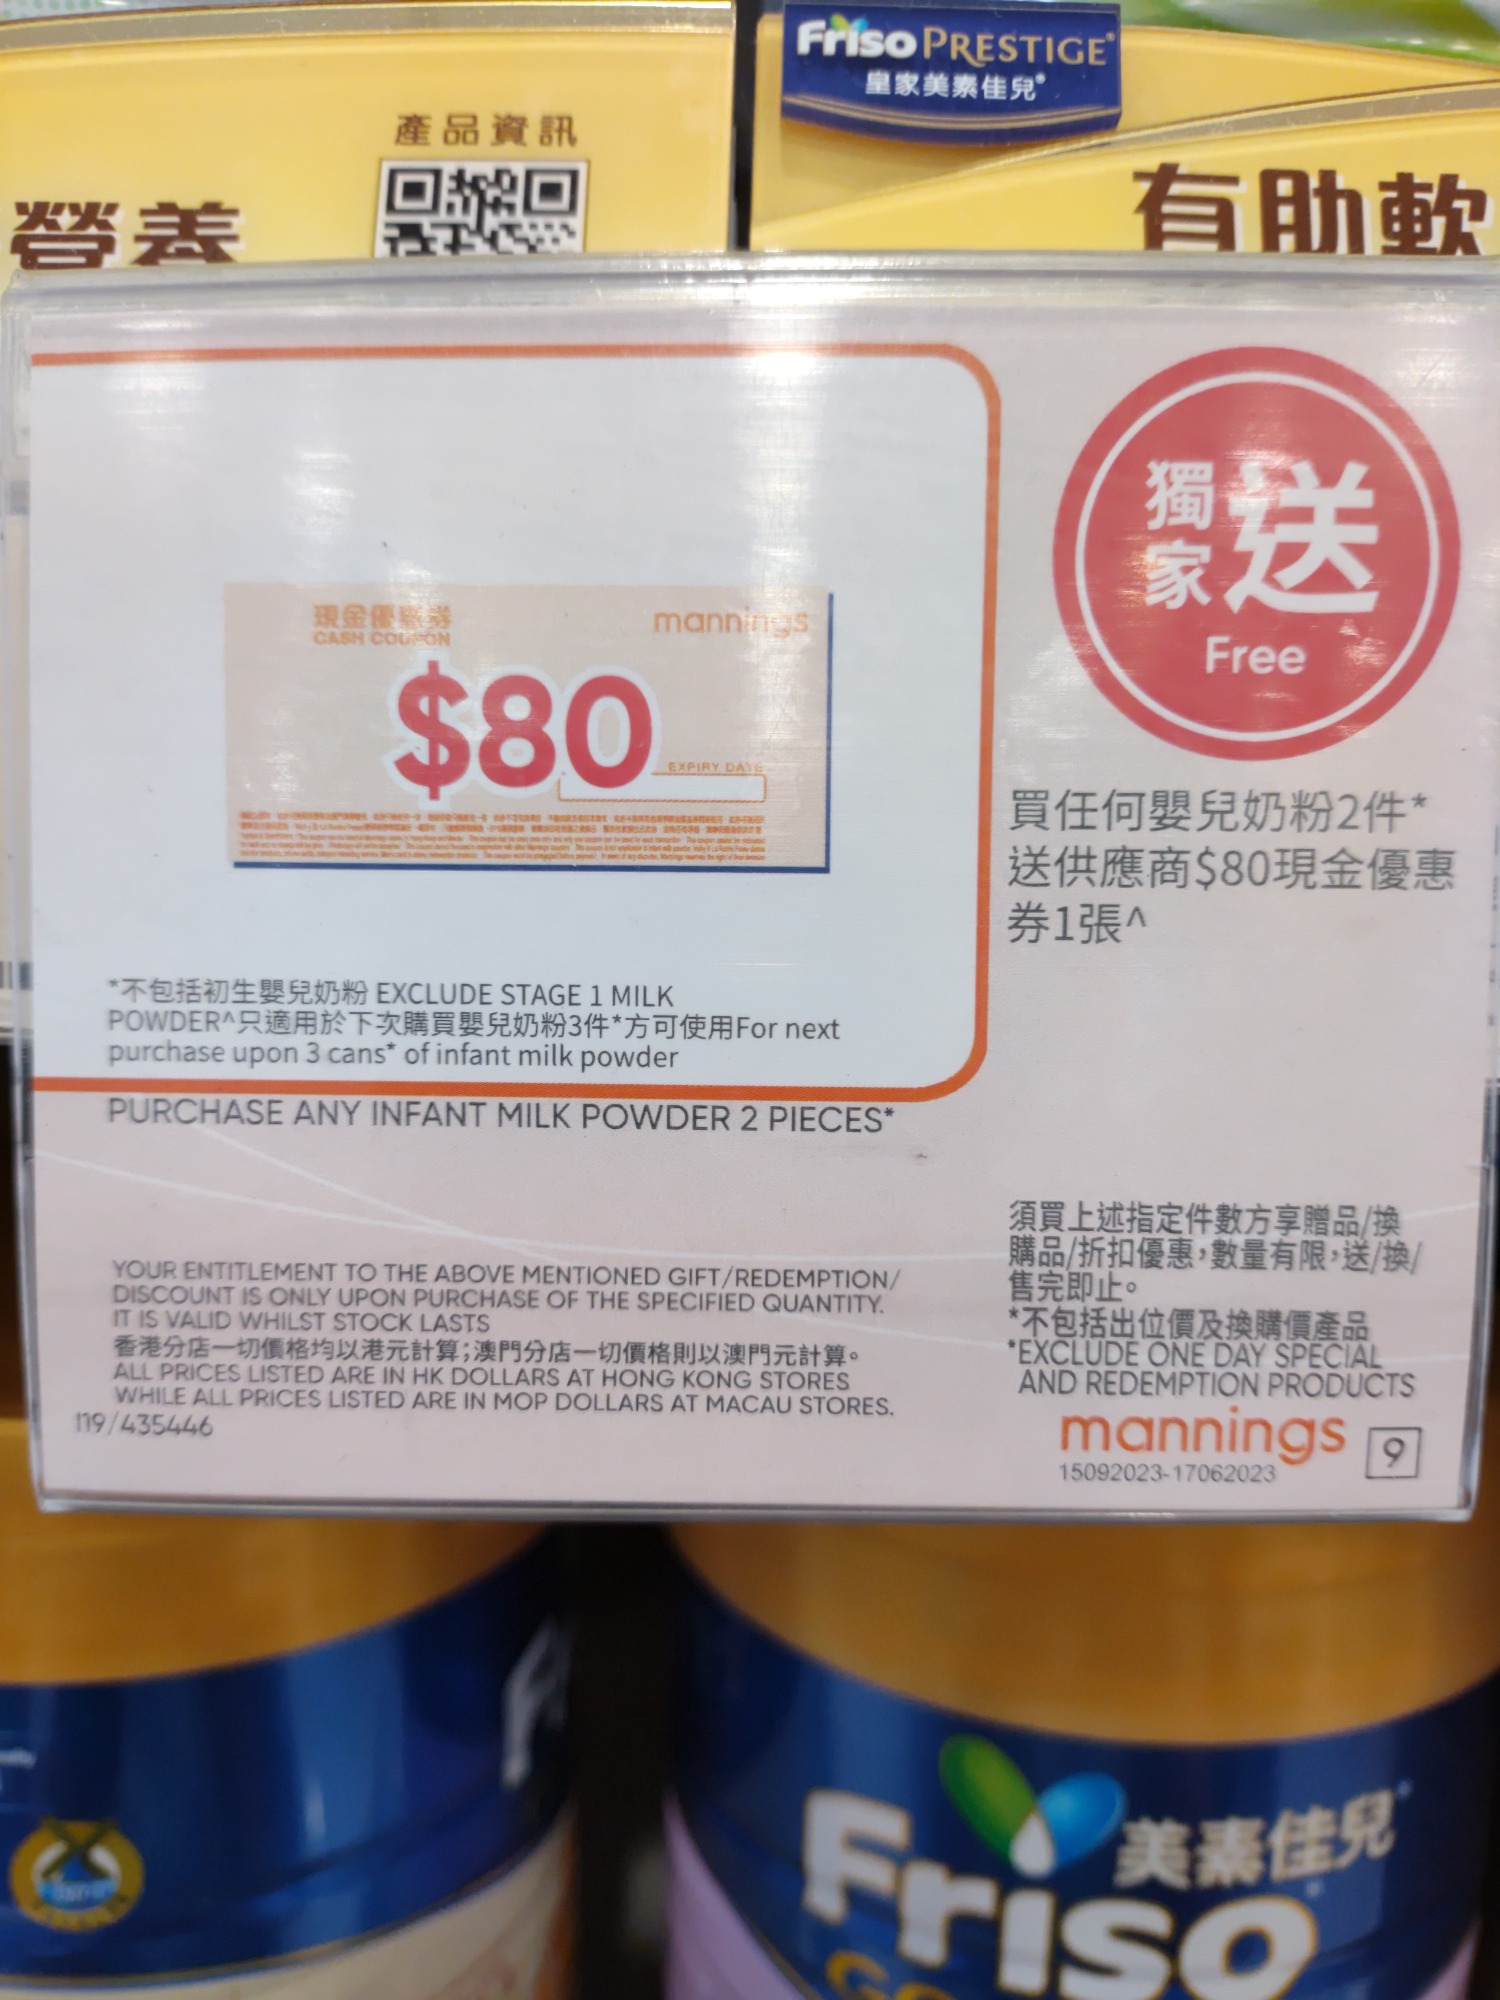 Friso PRESTIGE®
皇家美素佳兒®
產品資訊
營養
有助軟
現金優惠券
CASH COUPON
mannings
$80
EXPIRY DATE
獨家 送
Free
買任何嬰兒奶粉2件*
送供應商$80現金優惠
券1張^
*不包括初生嬰兒奶粉 EXCLUDE STAGE 1 MILK
POWDER^只適用於下次購買嬰兒奶粉3件*方可使用For next
purchase upon 3 cans* of infant milk powder
PURCHASE ANY INFANT MILK POWDER 2 PIECES*
須買上述指定件數方享贈品/換
購品/折扣優惠，數量有限，送/換/
售完即止。
*不包括出位價及換購價產品
*EXCLUDE ONE DAY SPECIAL
AND REDEMPTION PRODUCTS
YOUR ENTITLEMENT TO THE ABOVE MENTIONED GIFT/REDEMPTION/
DISCOUNT IS ONLY UPON PURCHASE OF THE SPECIFIED QUANTITY.
IT IS VALID WHILST STOCK LASTS
香港分店一切價格均以港元計算；澳門分店一切價格則以澳門元計算。
ALL PRICES LISTED ARE IN HK DOLLARS AT HONG KONG STORES
WHILE ALL PRICES LISTED ARE IN MOP DOLLARS AT MACAU STORES.
119/435446
mannings 9
15092023-17062023
美素佳兒
Friso